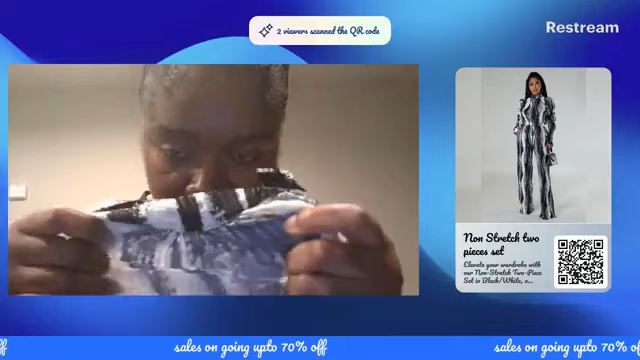 2 viewers scanned the QR code
Restream
Non Stretch two
pieces set
Elevate your wardrobe with
our Non-Stretch Two-Piece
Set in Black/White, a...
ff
sales on going upto 70% off
sales on going upto 70% o